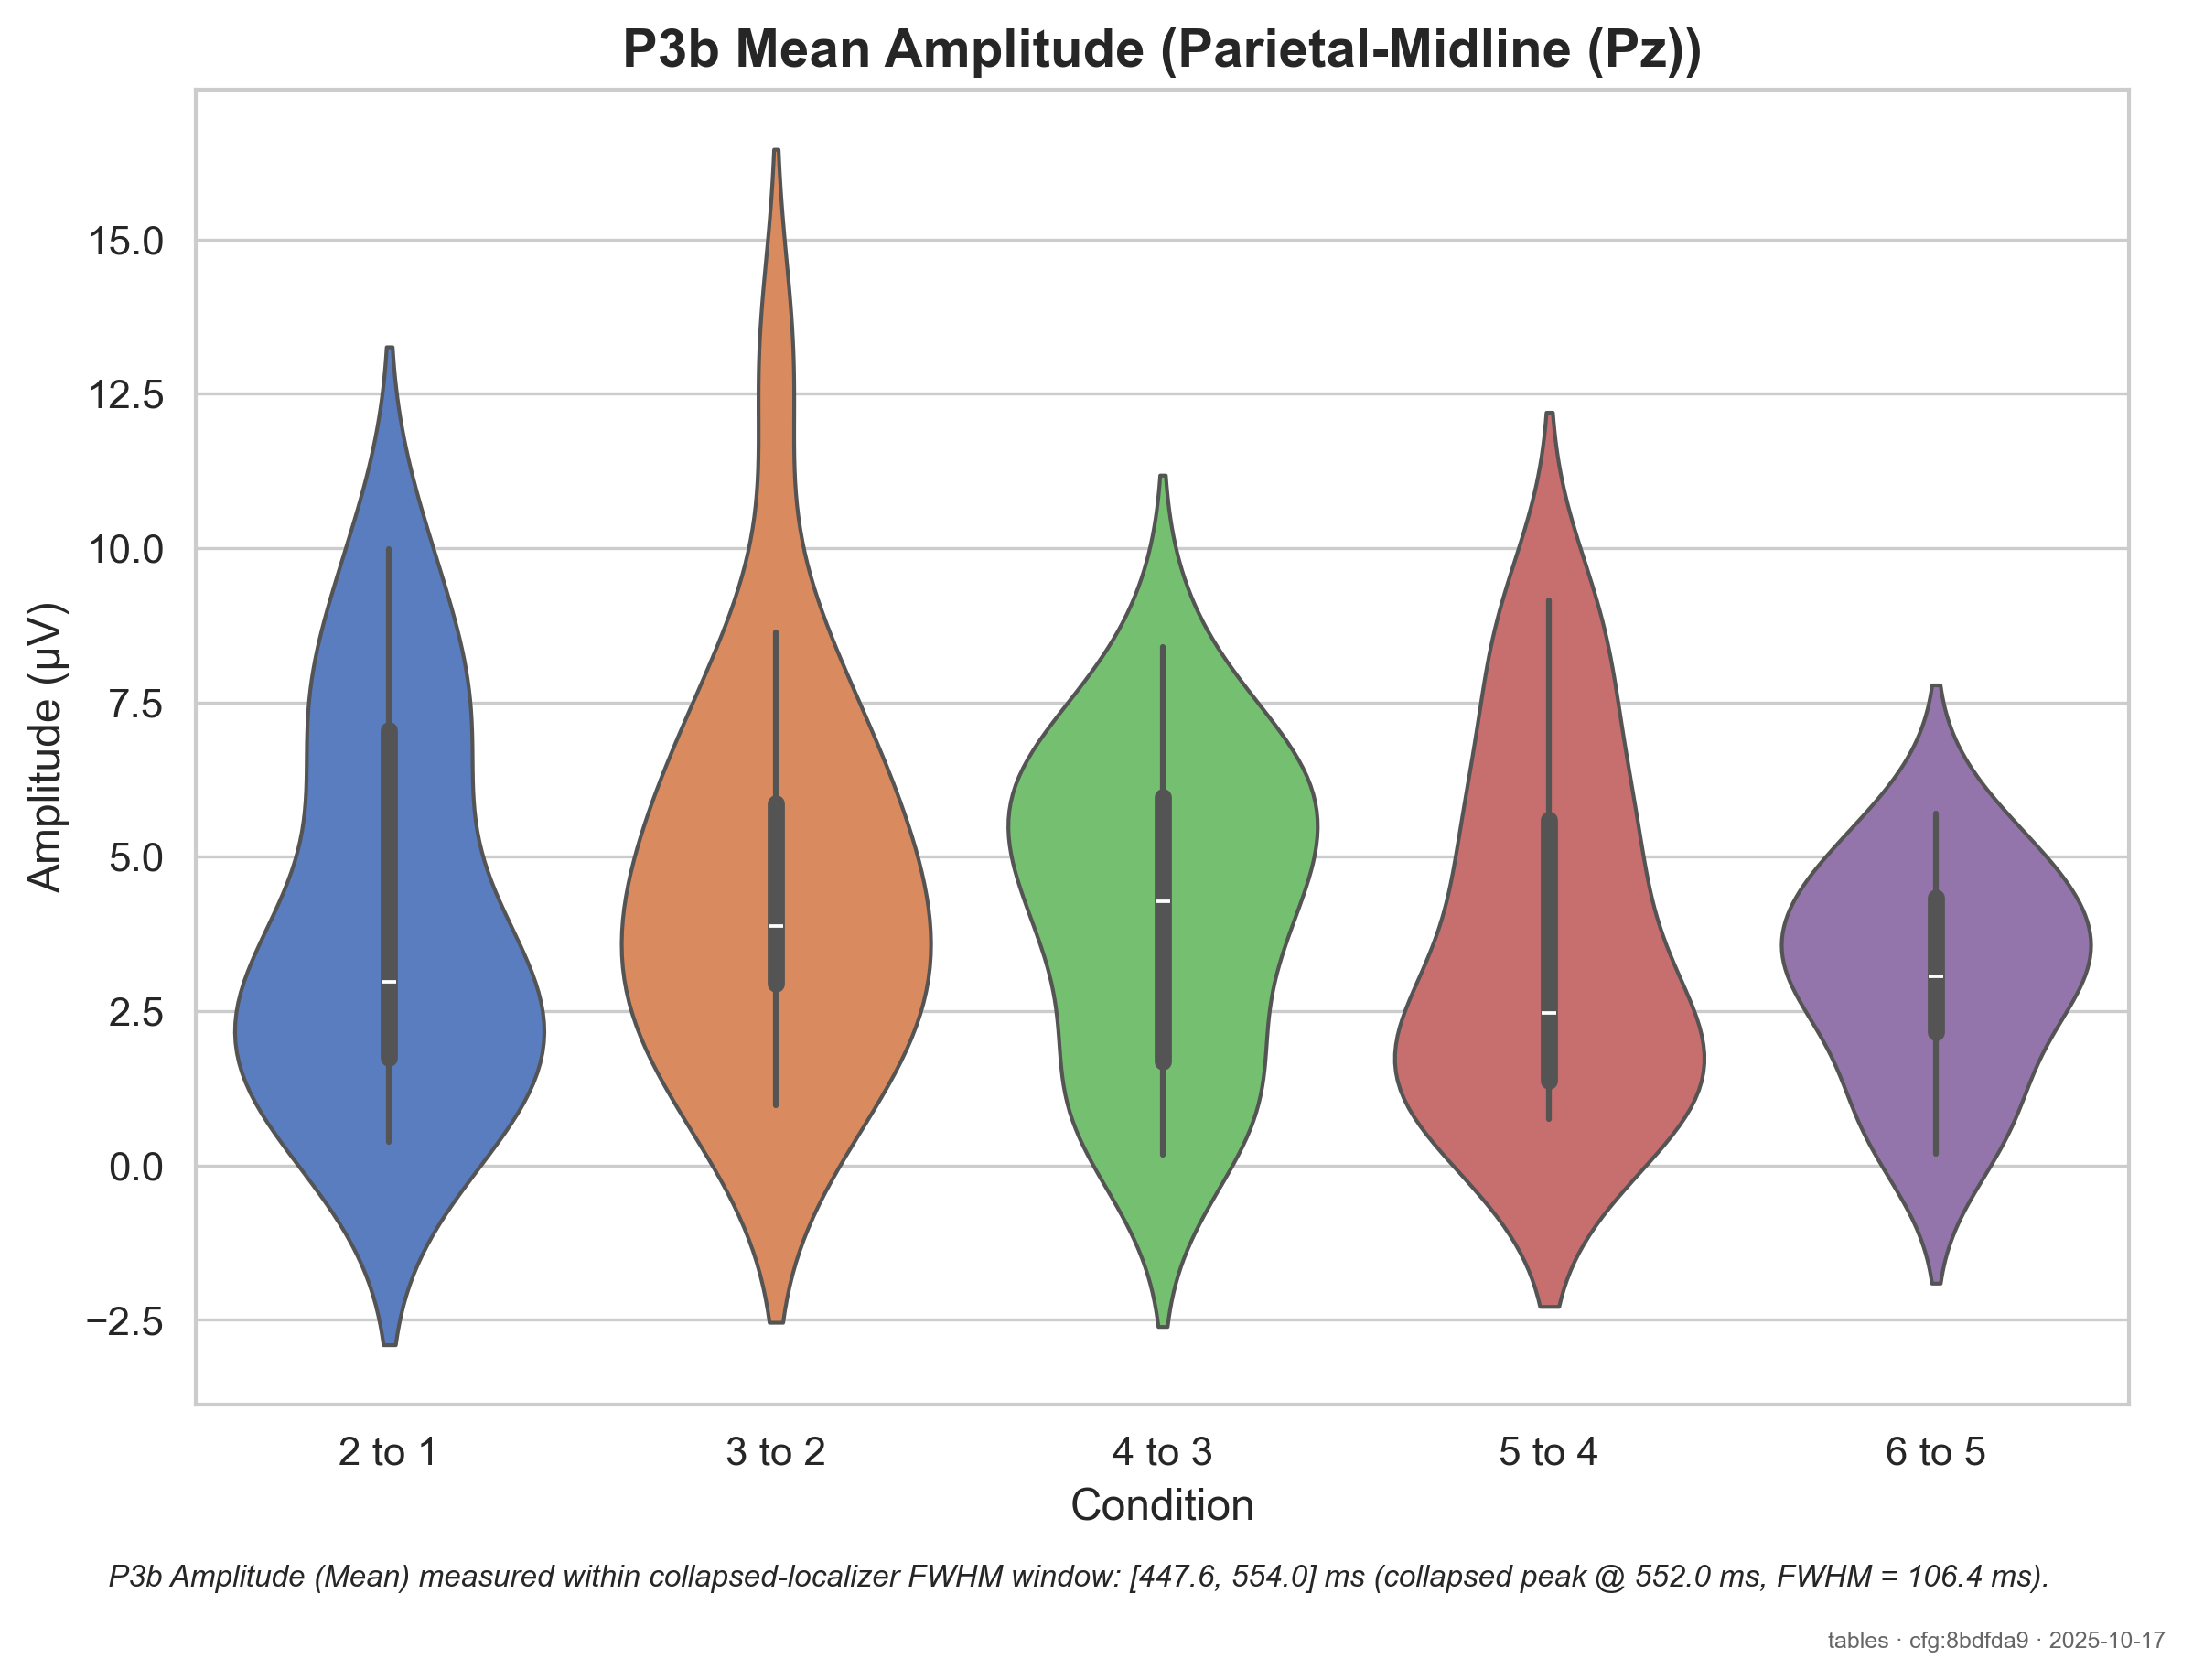 P3b Mean Amplitude (Parietal-Midline (Pz))
Amplitude (µV)
15.0
12.5
10.0
7.5
5.0
2.5
0.0
−2.5
2 to 1
3 to 2
4 to 3
5 to 4
6 to 5
Condition
P3b Amplitude (Mean) measured within collapsed-localizer FWHM window: [447.6, 554.0] ms (collapsed peak @ 552.0 ms, FWHM = 106.4 ms).
tables · cfg:8bdfda9 · 2025-10-17